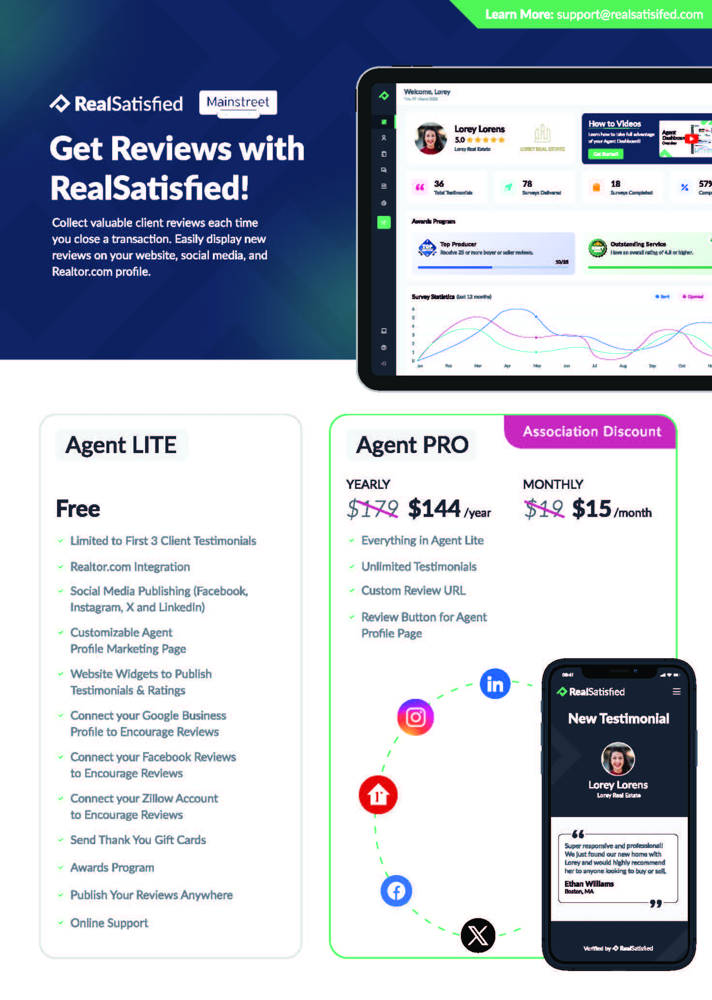 Learn More: support@realsatisifed.com
RealSatisfied
Mainstreet
Get Reviews with
RealSatisfied!
Collect valuable client reviews each time
you close a transaction. Easily display new
reviews on your website, social media, and
Realtor.com profile.
Welcome, Lorey
Lorey Lorens
5.0
Lorey Real Estate
LOREY REAL ESTATE
How to Videos
Learn how to take full advantage
of your Agent Dashboard!
Get Started!
Agent
Dashboar
Overview
36
Total Testimonials
78
Surveys Delivered
18
Surveys Completed
57%
Comp
Awards Program
TOP
Top Producer
Receive 25 or more buyer or seller reviews.
10/25
Outstanding Service
Have an overall rating of 4.8 or higher.
Survey Statistics (last 12 months)
Sent
Opened
6
5
4
3
2
1
0
Jan Feb Mar Apr May Jun Jul Aug Sep Oct
Agent LITE
Free
Limited to First 3 Client Testimonials
Realtor.com Integration
Social Media Publishing (Facebook,
Instagram, X and LinkedIn)
Customizable Agent
Profile Marketing Page
Website Widgets to Publish
Testimonials & Ratings
Connect your Google Business
Profile to Encourage Reviews
Connect your Facebook Reviews
to Encourage Reviews
Connect your Zillow Account
to Encourage Reviews
Send Thank You Gift Cards
Awards Program
Publish Your Reviews Anywhere
Online Support
Agent PRO
Association Discount
YEARLY
$179 $144 /year
MONTHLY
$19 $15 /month
Everything in Agent Lite
Unlimited Testimonials
Custom Review URL
Review Button for Agent
Profile Page
in
r
f
X
08:41
RealSatisfied
New Testimonial
Lorey Lorens
Lorey Real Estate
“
Super responsive and professional!
We just found our new home with
Lorey and would highly recommend
her to anyone looking to buy or sell.
Ethan Williams
Boston, MA
”
Verified by RealSatisfied